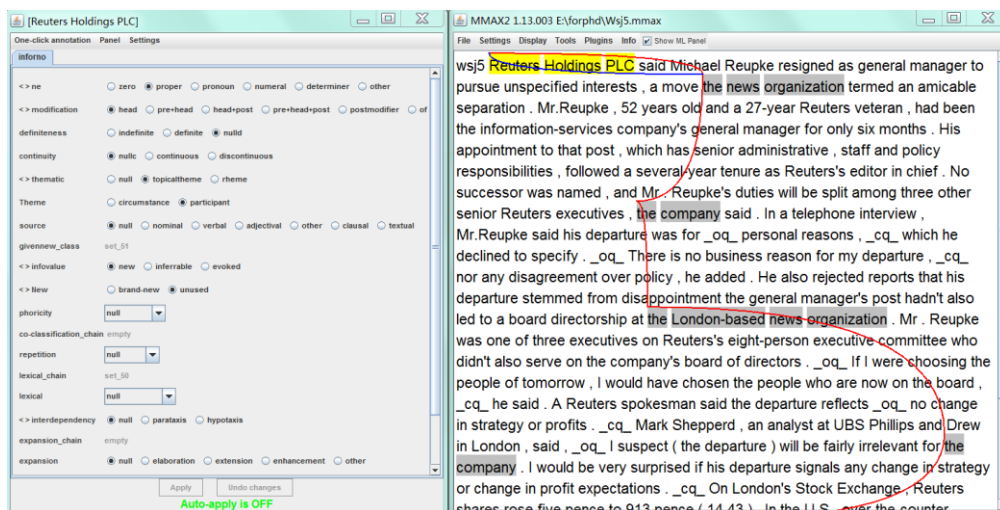 [Reuters Holdings PLC]
One-click annotation Panel Settings
inforno
<> ne zero proper pronoun numeral determiner other
<> modification head pre+head head+post pre+head+post postmodifier of
definiteness indefinite definite nulld
continuity nullc continuous discontinuous
<> thematic null topicaltheme rheme
Theme circumstance participant
source null nominal verbal adjectival other clausal textual
givennew_class set_51
<> infovalue new inferrable evoked
<> New brand-new unused
phoricity null
co-classification_chain empty
repetition null
lexical_chain set_50
lexical null
<> interdependency null parataxis hypotaxis
expansion_chain empty
expansion null elaboration extension enhancement other
Apply Undo changes
Auto-apply is OFF
MMAX2 1.13.003 E:\forphd\Wsj5.mmax
File Settings Display Tools Plugins Info Show ML Panel
wsj5 Reuters Holdings PLC said Michael Reupke resigned as general manager to
pursue unspecified interests , a move the news organization termed an amicable
separation . Mr.Reupke , 52 years old and a 27-year Reuters veteran , had been
the information-services company's general manager for only six months . His
appointment to that post , which has senior administrative , staff and policy
responsibilities , followed a several-year tenure as Reuters's editor in chief . No
successor was named , and Mr . Reupke's duties will be split among three other
senior Reuters executives , the company said . In a telephone interview ,
Mr.Reupke said his departure was for _oq_ personal reasons , _cq_ which he
declined to specify . _oq_ There is no business reason for my departure , _cq_
nor any disagreement over policy , he added . He also rejected reports that his
departure stemmed from disappointment the general manager's post hadn't also
led to a board directorship at the London-based news organization . Mr . Reupke
was one of three executives on Reuters's eight-person executive committee who
didn't also serve on the company's board of directors . _oq_ If I were choosing the
people of tomorrow , I would have chosen the people who are now on the board ,
_cq_ he said . A Reuters spokesman said the departure reflects _oq_ no change
in strategy or profits . _cq_ Mark Shepperd , an analyst at UBS Phillips and Drew
in London , said , _oq_ I suspect ( the departure ) will be fairly irrelevant for the
company . I would be very surprised if his departure signals any change in strategy
or change in profit expectations . _cq_ On London's Stock Exchange , Reuters
shares rose five pence to 913 pence ( 14.43 ) . In the U.S. , over-the-counter